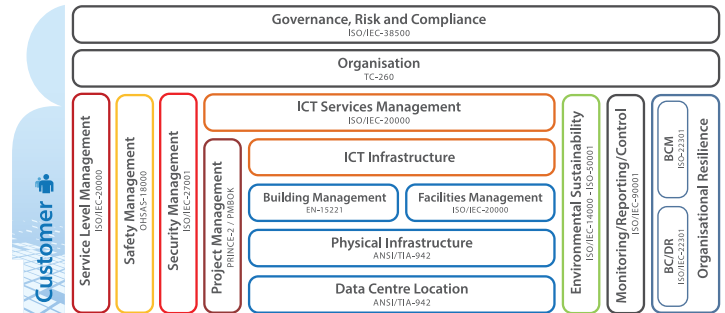 Governance, Risk and Compliance
ISO/IEC-38500
Organisation
TC-260
Customer
Service Level Management
ISO/IEC-20000
Safety Management
OHSAS-18000
Security Management
ISO/IEC-27001
ICT Services Management
ISO/IEC-20000
Project Management
PRINCE-2 / PMBOK
ICT Infrastructure
Building Management
EN-15221
Facilities Management
ISO/IEC-20000
Physical Infrastructure
ANSI/TIA-942
Data Centre Location
ANSI/TIA-942
Environmental Sustainability
ISO/IEC-14000 - ISO-50001
Monitoring/Reporting/Control
ISO/IEC-90001
BCM
ISO-22301
BC/DR
ISO/IEC-22301
Organisational Resilience